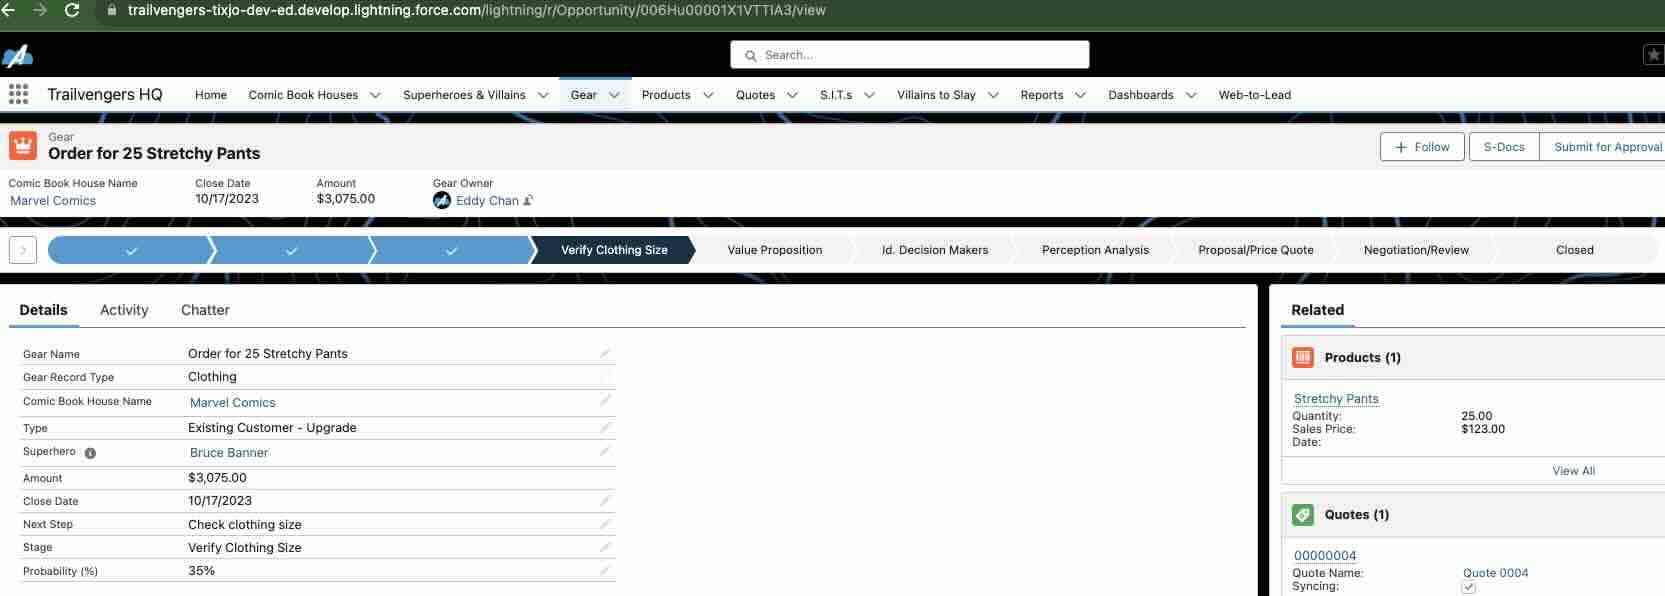 trailvengers-tixjo-dev-ed.develop.lightning.force.com/lightning/r/Opportunity/006Hu00001X1VTTIA3/view
Search...
Trailvengers HQ Home Comic Book Houses Superheroes & Villains Gear Products Quotes S.I.T.s Villains to Slay Reports Dashboards Web-to-Lead
Gear
Order for 25 Stretchy Pants
+ Follow S-Docs Submit for Approval
Comic Book House Name Close Date Amount Gear Owner
Marvel Comics 10/17/2023 $3,075.00 Eddy Chan
Verify Clothing Size Value Proposition Id. Decision Makers Perception Analysis Proposal/Price Quote Negotiation/Review Closed
Details Activity Chatter
Gear Name Order for 25 Stretchy Pants
Gear Record Type Clothing
Comic Book House Name Marvel Comics
Type Existing Customer - Upgrade
Superhero Bruce Banner
Amount $3,075.00
Close Date 10/17/2023
Next Step Check clothing size
Stage Verify Clothing Size
Probability (%) 35%
Related
Products (1)
Stretchy Pants
Quantity: 25.00
Sales Price: $123.00
Date:
View All
Quotes (1)
00000004
Quote Name: Quote 0004
Syncing: